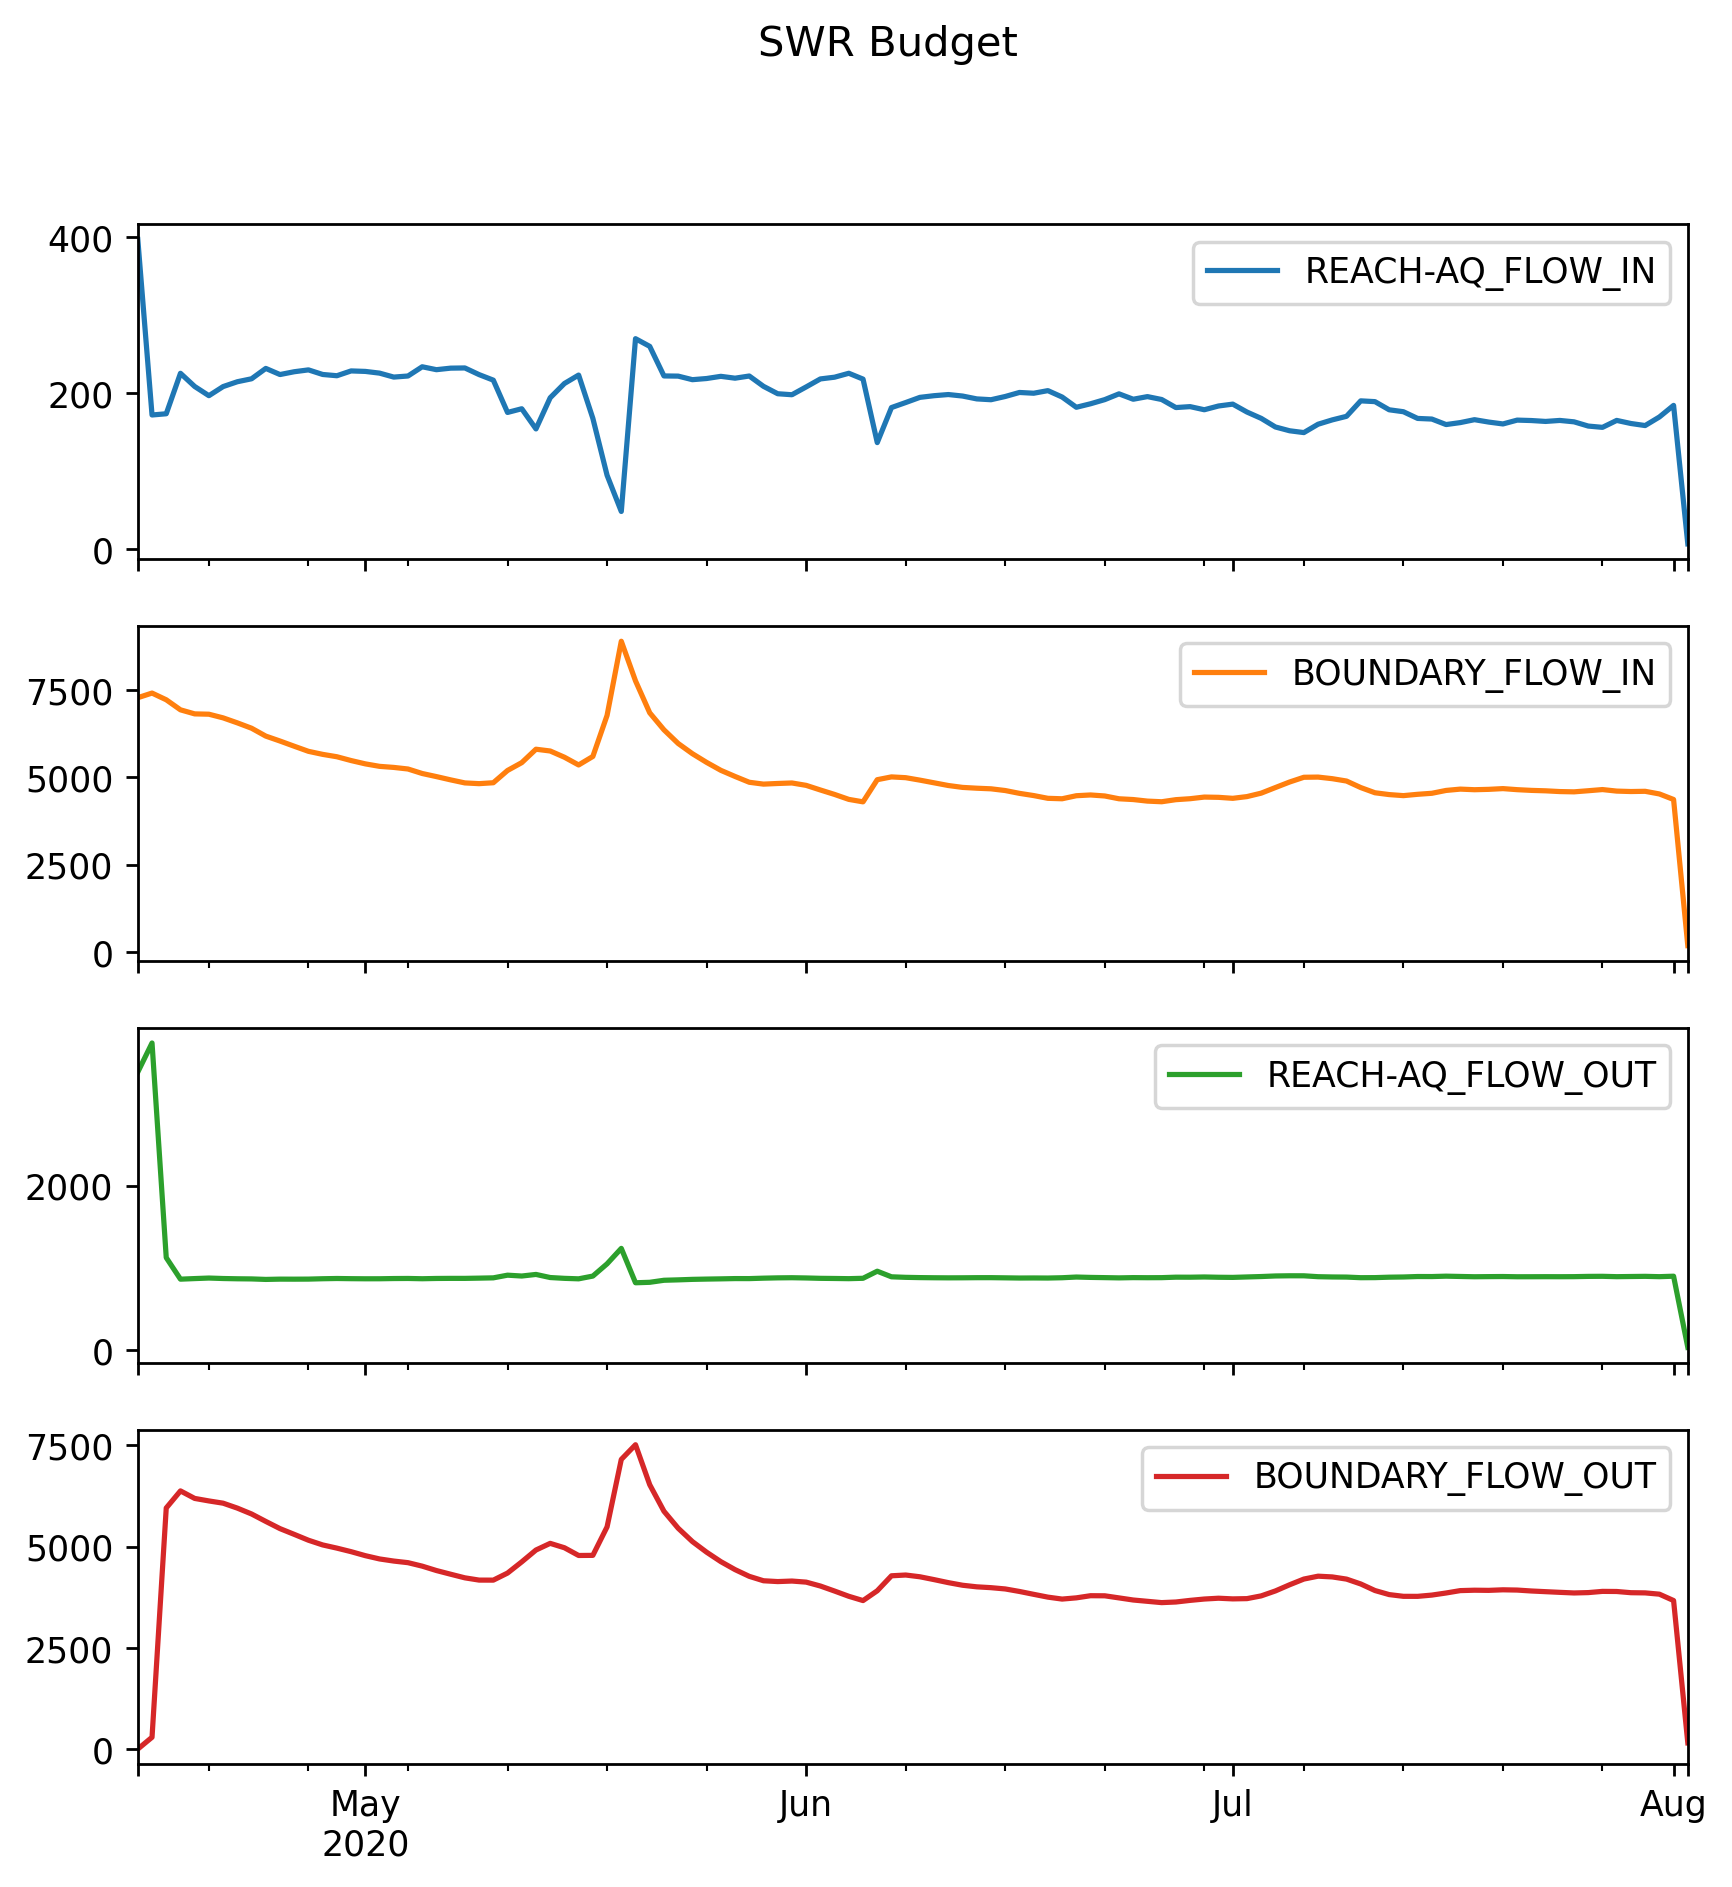 SWR Budget
400
200
0
REACH-AQ_FLOW_IN
7500
5000
2500
0
BOUNDARY_FLOW_IN
2000
0
REACH-AQ_FLOW_OUT
7500
5000
2500
0
BOUNDARY_FLOW_OUT
May Jun Jul Aug
2020